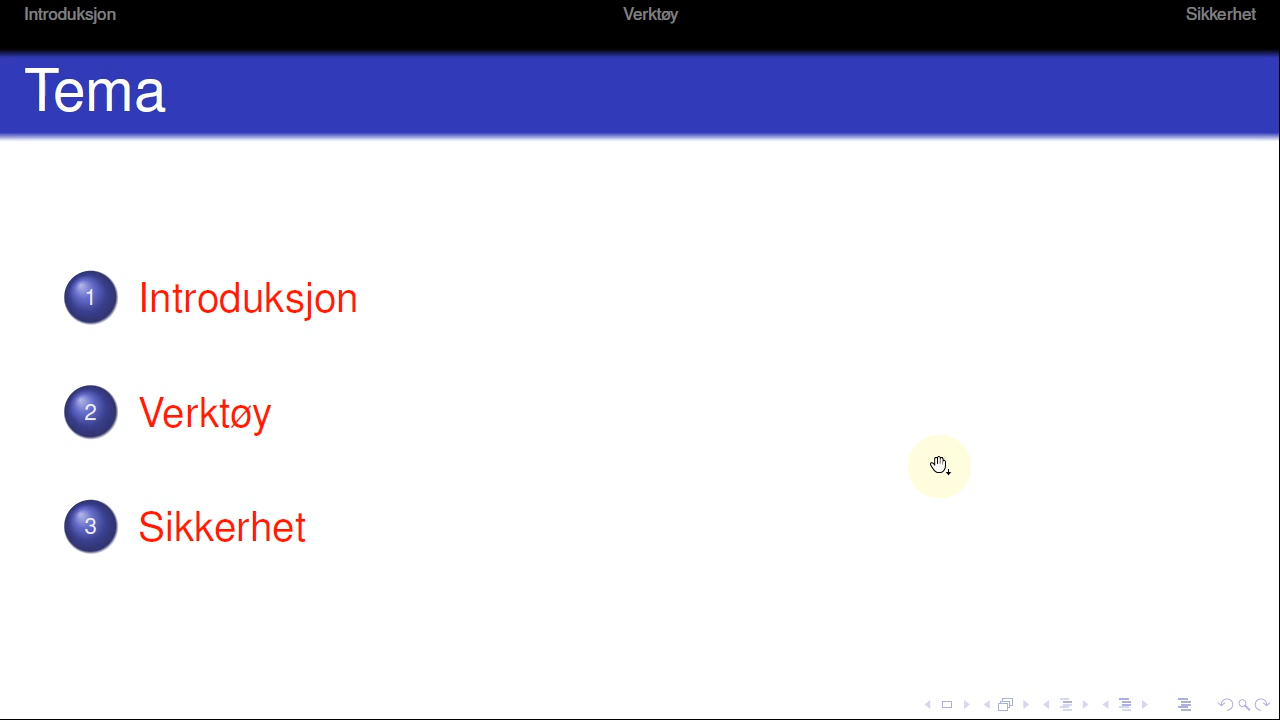 Introduksjon Verktøy Sikkerhet
Tema
1 Introduksjon
2 Verktøy
3 Sikkerhet